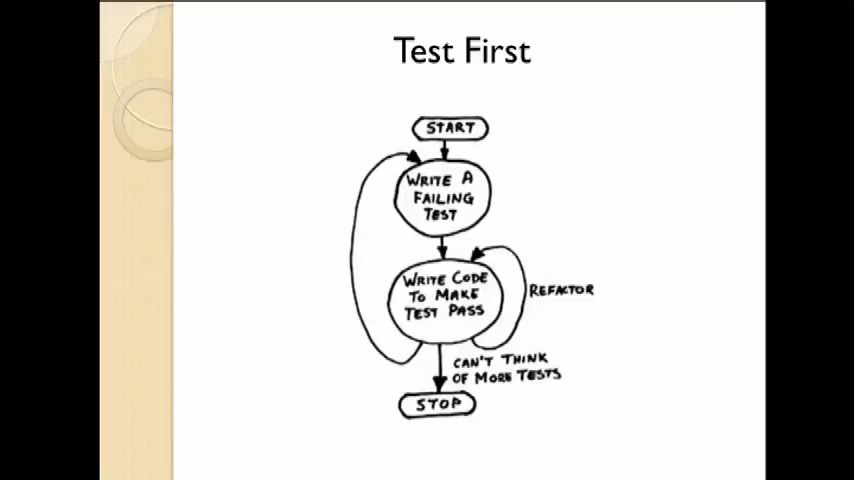 Test First
START
WRITE A
FAILING
TEST
WRITE CODE
TO MAKE
TEST PASS
REFACTOR
CAN'T THINK
OF MORE TESTS
STOP